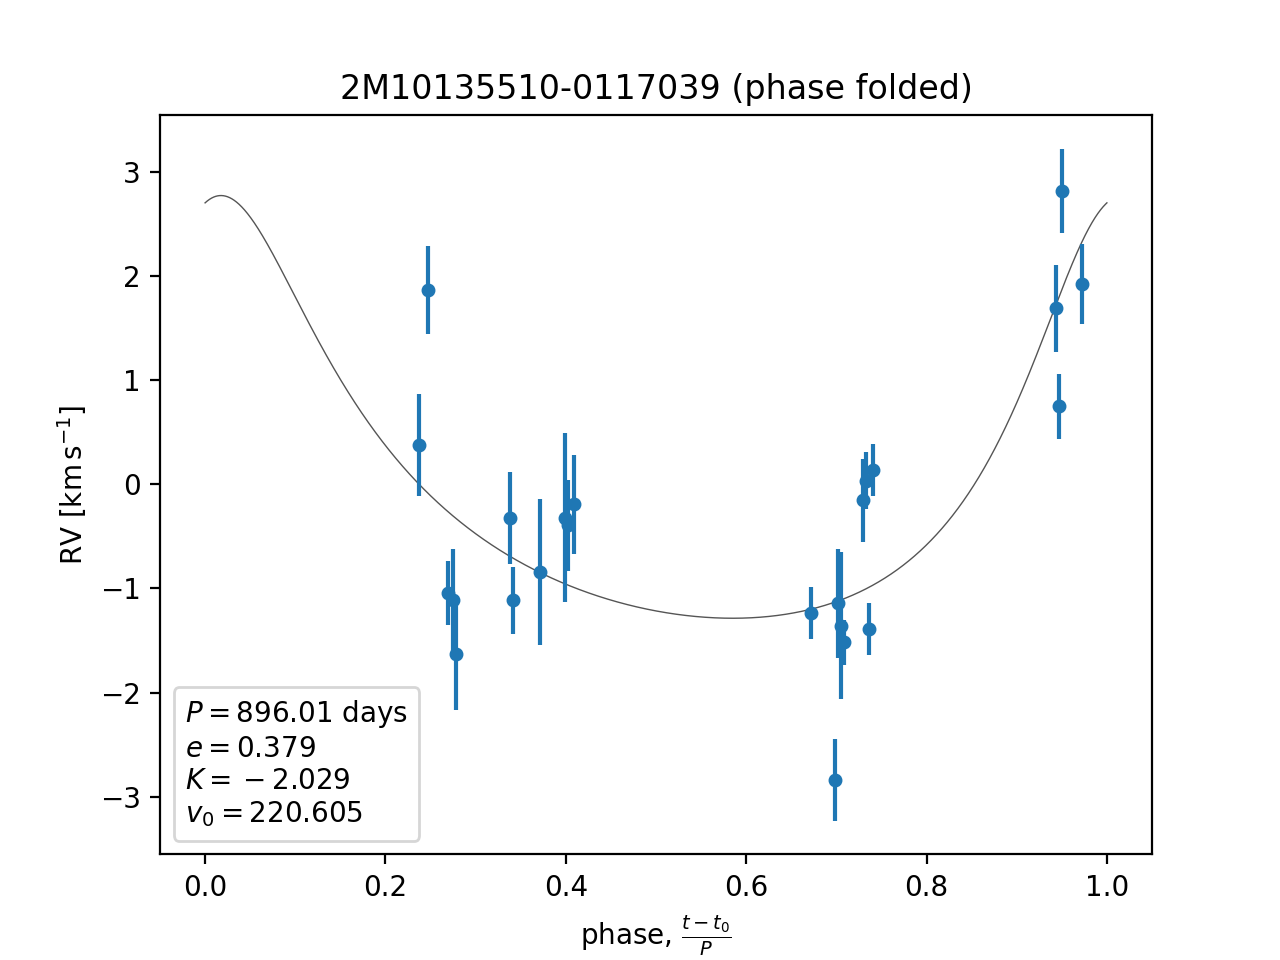 2M10135510-0117039 (phase folded)
3
2
1
0
−1
−2
−3
RV [km s⁻¹]
P = 896.01 days
e = 0.379
K = −2.029
v₀ = 220.605
0.0 0.2 0.4 0.6 0.8 1.0
phase, (t − t₀)/P